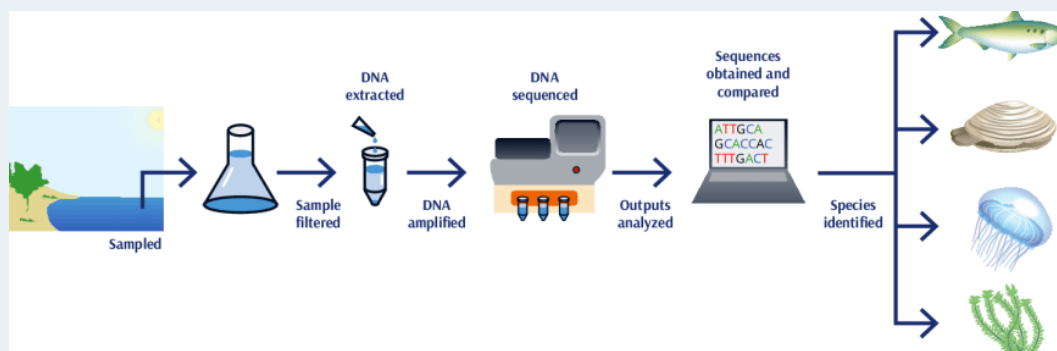 Sampled
Sample
filtered
DNA
extracted
DNA
amplified
DNA
sequenced
Outputs
analyzed
Sequences
obtained and
compared
ATTGCA
GCACCAC
TTTGACT
Species
identified